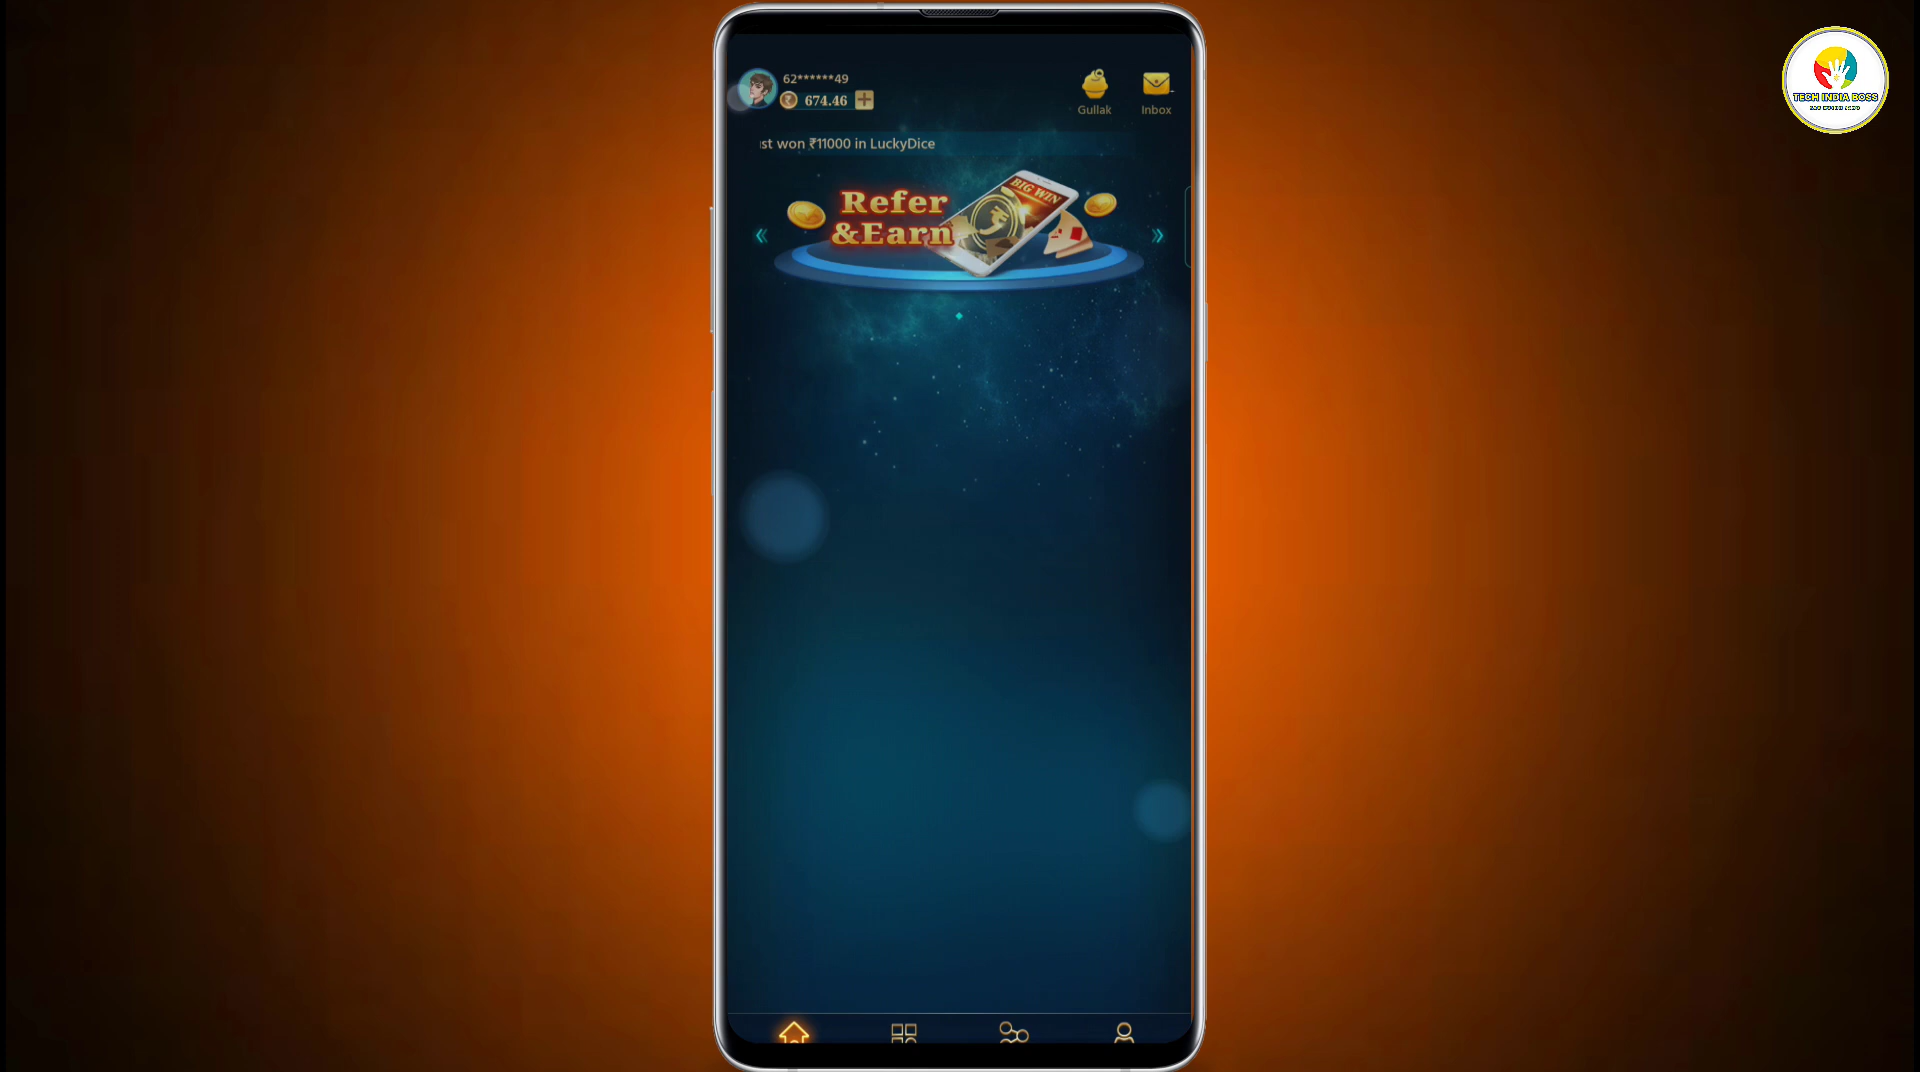 62******49
674.46
Gullak
Inbox
st won ₹11000 in LuckyDice
Refer
&Earn
BIG WIN
TECH INDIA BOSS